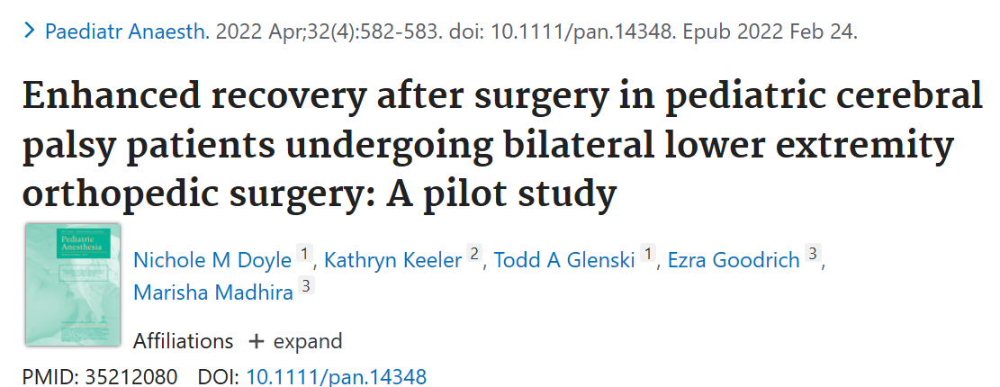 Paediatr Anaesth. 2022 Apr;32(4):582-583. doi: 10.1111/pan.14348. Epub 2022 Feb 24.
Enhanced recovery after surgery in pediatric cerebral
palsy patients undergoing bilateral lower extremity
orthopedic surgery: A pilot study
Pediatric
Anesthesia
Nichole M Doyle 1, Kathryn Keeler 2, Todd A Glenski 1, Ezra Goodrich 3,
Marisha Madhira 3
Affiliations + expand
PMID: 35212080 DOI: 10.1111/pan.14348